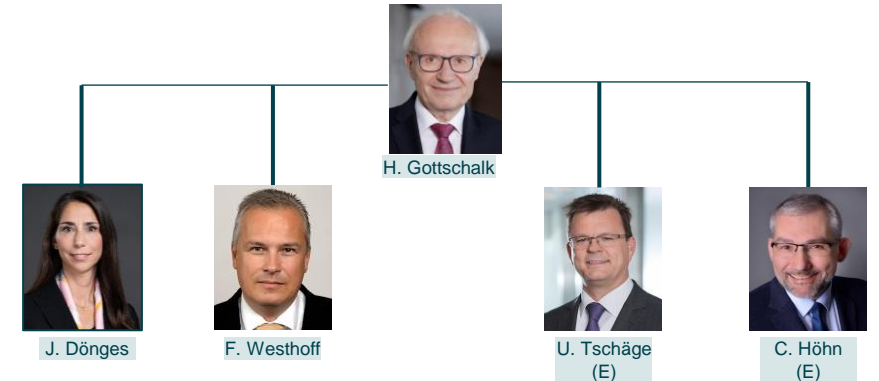 H. Gottschalk
J. Dönges
F. Westhoff
U. Tschäge
(E)
C. Höhn
(E)